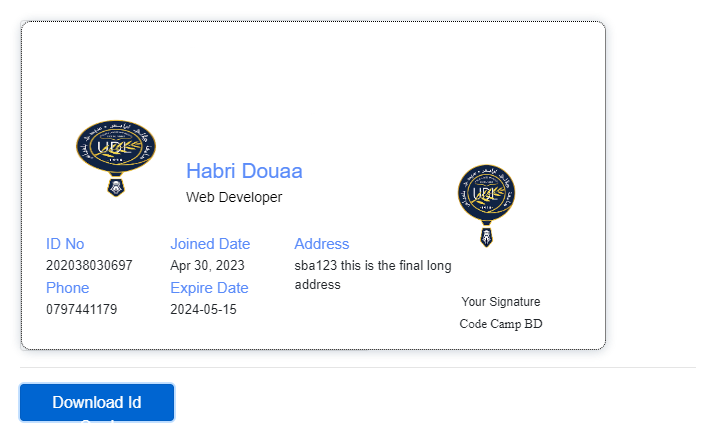 Habri Douaa
Web Developer
ID No
202038030697
Phone
0797441179
Joined Date
Apr 30, 2023
Expire Date
2024-05-15
Address
sba123 this is the final long
address
Your Signature
Code Camp BD
Download Id